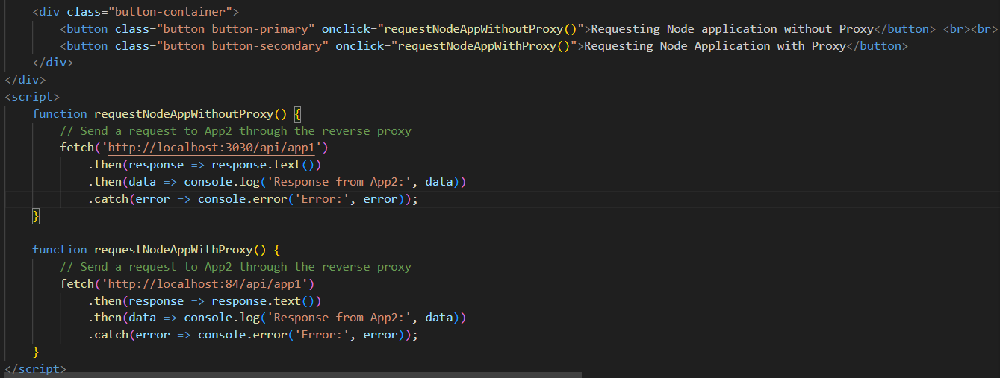 <div class="button-container">
<button class="button button-primary" onclick="requestNodeAppWithoutProxy()">Requesting Node application without Proxy</button> <br><br>
<button class="button button-secondary" onclick="requestNodeAppWithProxy()">Requesting Node Application with Proxy</button>
</div>
</div>
<script>
function requestNodeAppWithoutProxy() {
// Send a request to App2 through the reverse proxy
fetch('http://localhost:3030/api/app1')
.then(response => response.text())
.then(data => console.log('Response from App2:', data))
.catch(error => console.error('Error:', error));
}
function requestNodeAppWithProxy() {
// Send a request to App2 through the reverse proxy
fetch('http://localhost:84/api/app1')
.then(response => response.text())
.then(data => console.log('Response from App2:', data))
.catch(error => console.error('Error:', error));
}
</script>